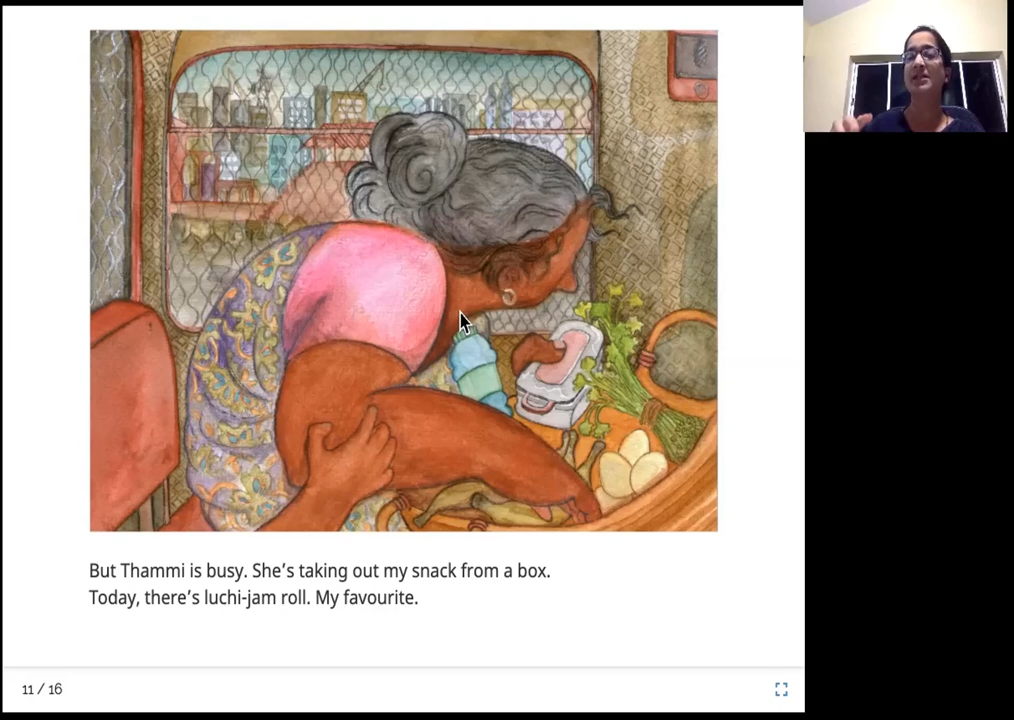 But Thammi is busy. She’s taking out my snack from a box.
Today, there’s luchi-jam roll. My favourite.
11 / 16